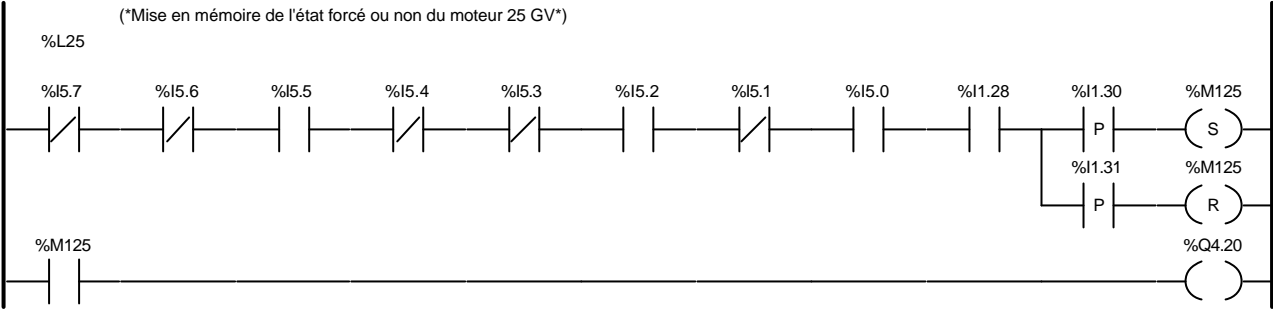 (*Mise en mémoire de l'état forcé ou non du moteur 25 GV*)
%L25
%I5.7 %I5.6 %I5.5 %I5.4 %I5.3 %I5.2 %I5.1 %I5.0 %I1.28 %I1.30 %M125
P S
%I1.31 %M125
P R
%M125 %Q4.20